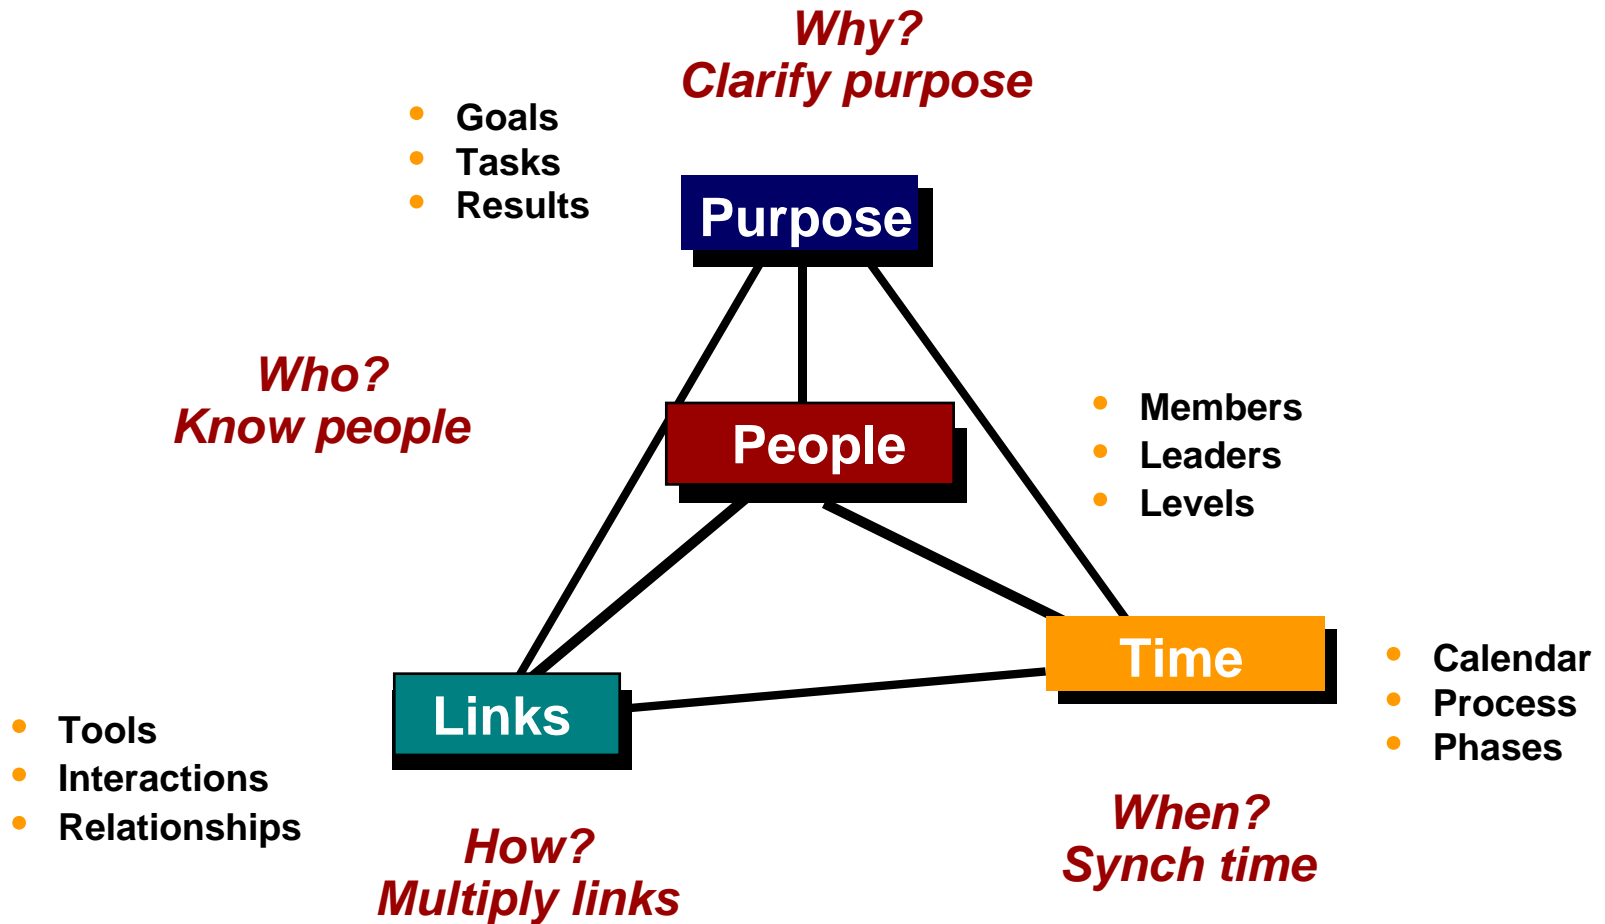 Why?
Clarify purpose
Goals
Tasks
Results
Purpose
Who?
Know people
People
Members
Leaders
Levels
Time
Calendar
Process
Phases
Links
Tools
Interactions
Relationships
When?
Synch time
How?
Multiply links